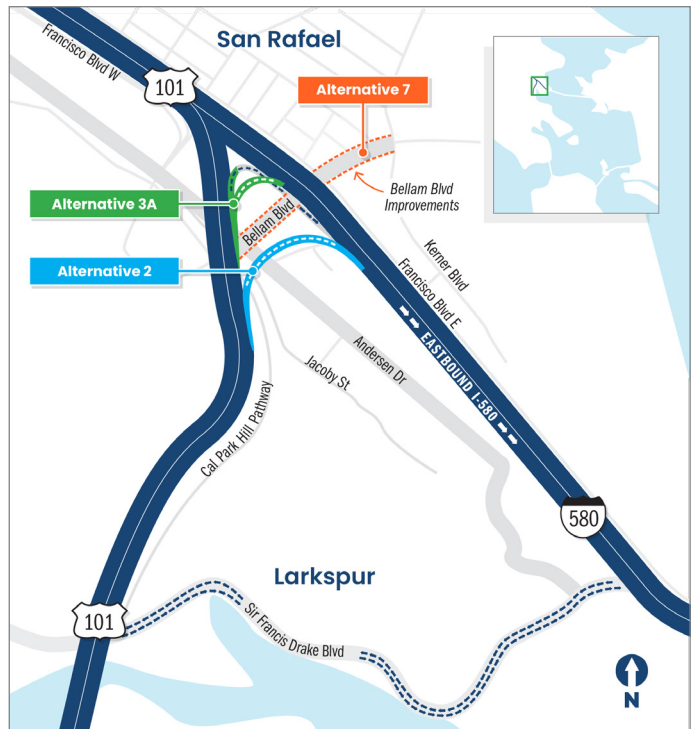 San Rafael
Francisco Blvd W
101
Alternative 7
Bellam Blvd
Improvements
Alternative 3A
Bellam Blvd
Alternative 2
Kerner Blvd
Francisco Blvd E
EASTBOUND I-580
Andersen Dr
Jacoby St
Cal Park Hill Pathway
580
Larkspur
101
Sir Francis Drake Blvd
N